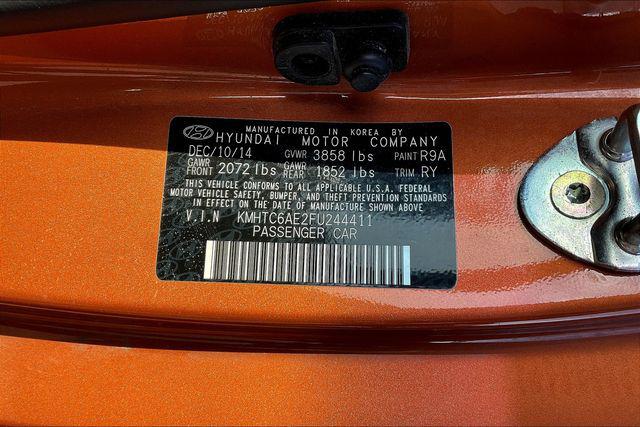 MANUFACTURED IN KOREA BY
HYUNDAI MOTOR COMPANY
DEC/10/14 GVWR 3858 lbs PAINT R9A
GAWR FRONT 2072 lbs GAWR REAR 1852 lbs TRIM RY
THIS VEHICLE CONFORMS TO ALL APPLICABLE U.S.A. FEDERAL
MOTOR VEHICLE SAFETY, BUMPER, AND THEFT PREVENTION STANDARDS
IN EFFECT ON THE DATE OF MANUFACTURE SHOWN ABOVE.
V.I.N KMHTC6AE2FU244411
PASSENGER CAR